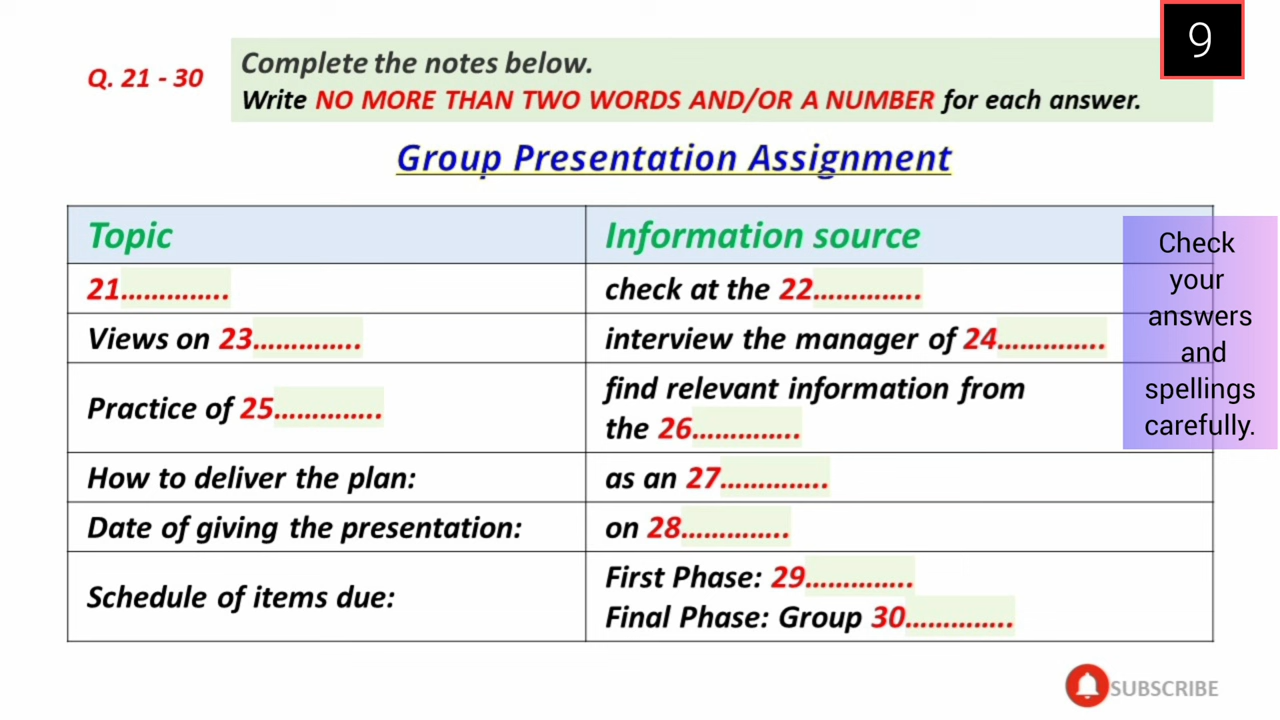 9
Q. 21 - 30
Complete the notes below.
Write NO MORE THAN TWO WORDS AND/OR A NUMBER for each answer.
Group Presentation Assignment
Topic
Information source
21…………..
check at the 22…………..
Views on 23…………..
interview the manager of 24…………..
Practice of 25…………..
find relevant information from
the 26…………..
How to deliver the plan:
as an 27…………..
Date of giving the presentation:
on 28…………..
Schedule of items due:
First Phase: 29…………..
Final Phase: Group 30…………..
Check
your
answers
and
spellings
carefully.
SUBSCRIBE